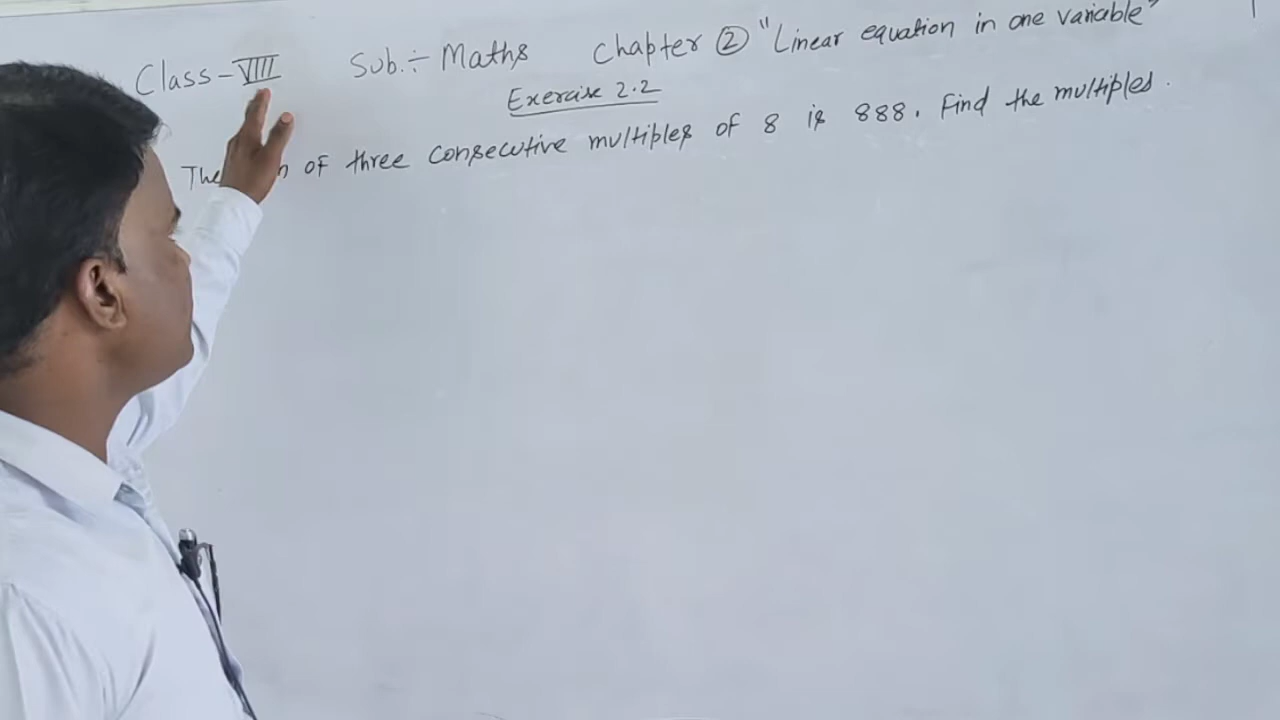 Class-VIII Sub.÷ Maths Chapter ② "Linear equation in one variable"
Exercise 2.2
The of three consecutive multiples of 8 is 888. Find the multiples.